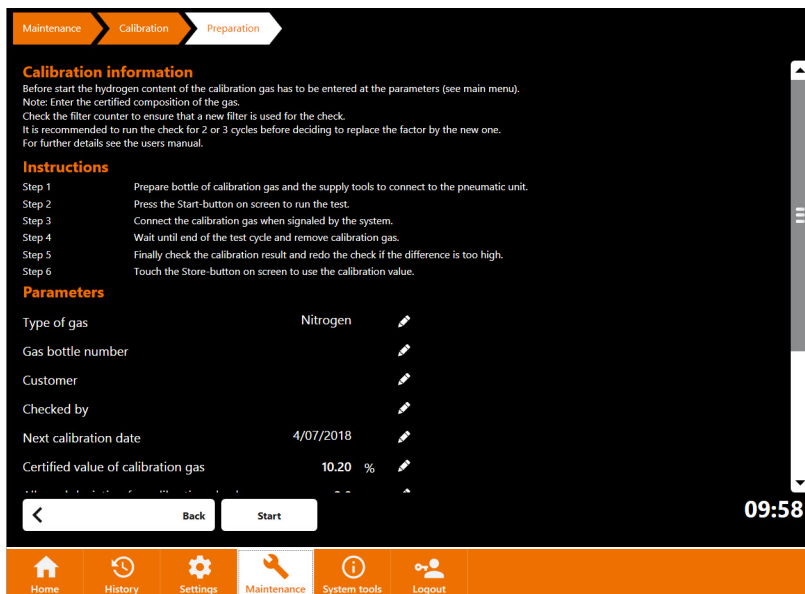 Maintenance Calibration Preparation
Calibration information
Before start the hydrogen content of the calibration gas has to be entered at the parameters (see main menu).
Note: Enter the certified composition of the gas.
Check the filter counter to ensure that a new filter is used for the check.
It is recommended to run the check for 2 or 3 cycles before deciding to replace the factor by the new one.
For further details see the users manual.
Instructions
Step 1 Prepare bottle of calibration gas and the supply tools to connect to the pneumatic unit.
Step 2 Press the Start-button on screen to run the test.
Step 3 Connect the calibration gas when signaled by the system.
Step 4 Wait until end of the test cycle and remove calibration gas.
Step 5 Finally check the calibration result and redo the check if the difference is too high.
Step 6 Touch the Store-button on screen to use the calibration value.
Parameters
Type of gas Nitrogen
Gas bottle number
Customer
Checked by
Next calibration date 4/07/2018
Certified value of calibration gas 10.20 %
Back Start 09:58
Home History Settings Maintenance System tools Logout